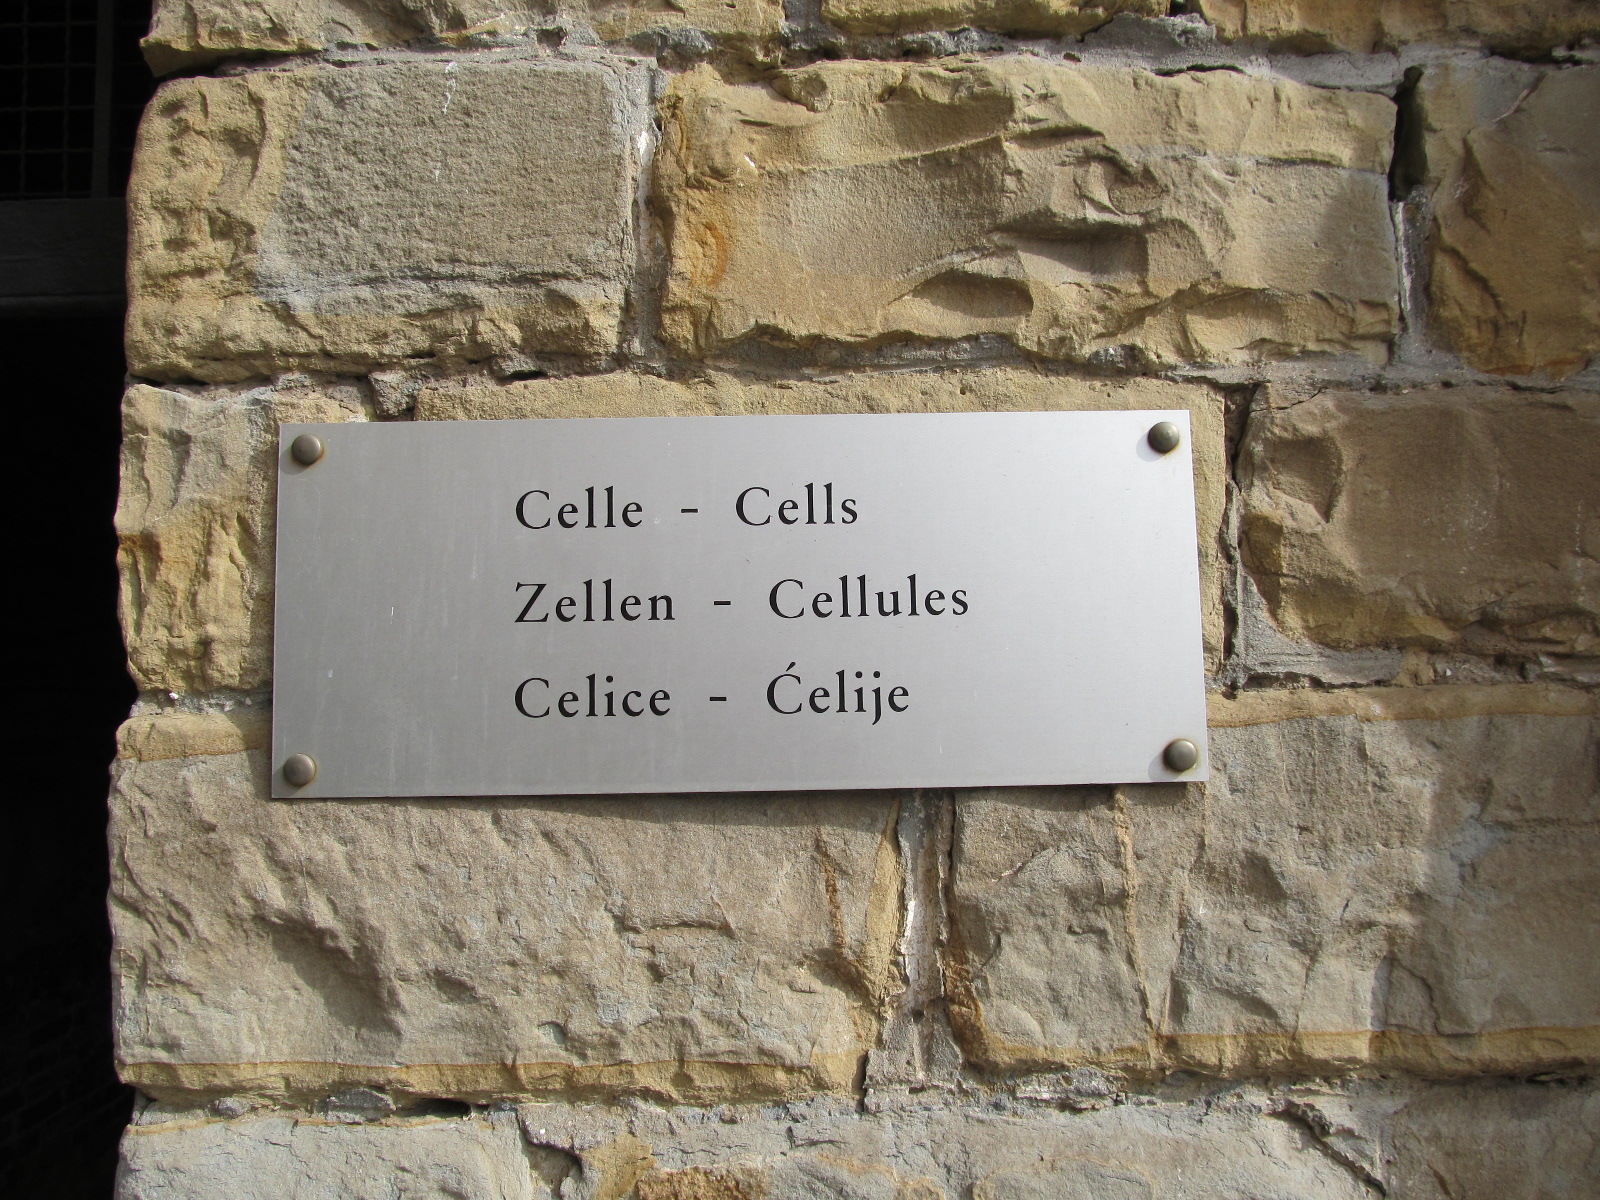 Celle - Cells
Zellen - Cellules
Celice - Ćelije